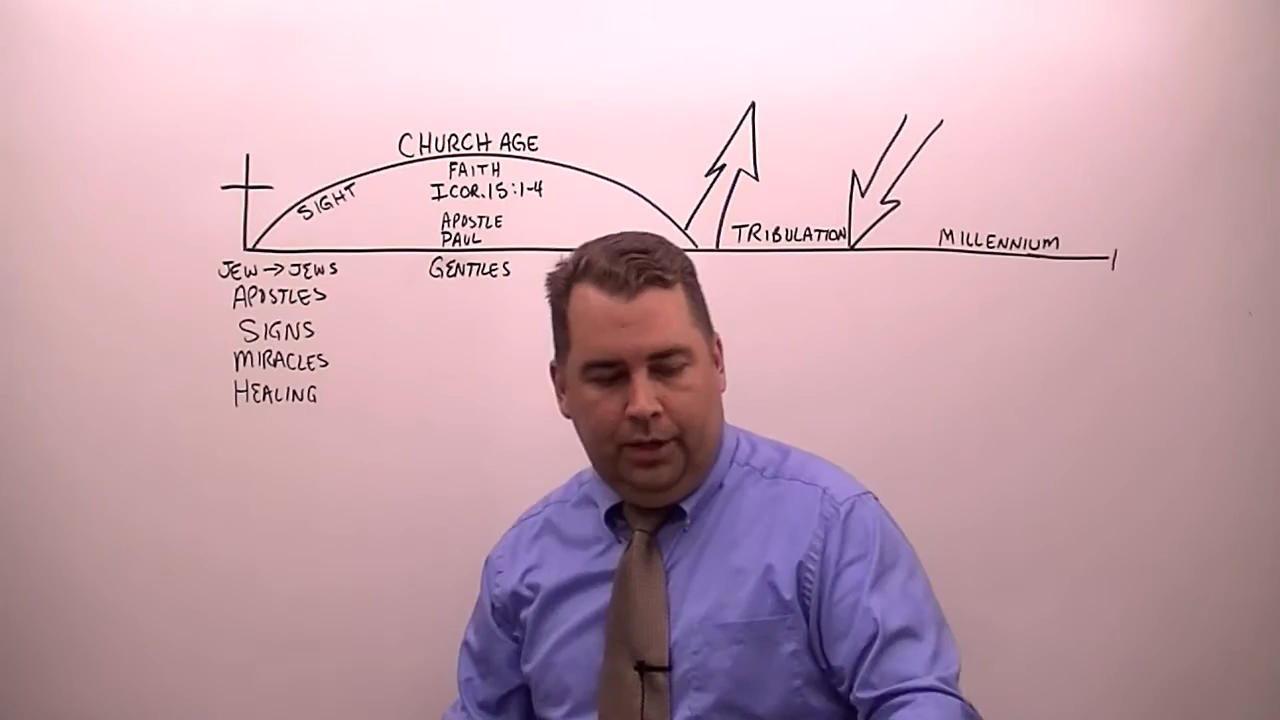 CHURCH AGE
SIGHT
FAITH
I COR. 15:1-4
APOSTLE
PAUL
TRIBULATION
MILLENNIUM
JEW → JEWS
GENTILES
APOSTLES
SIGNS
MIRACLES
HEALING